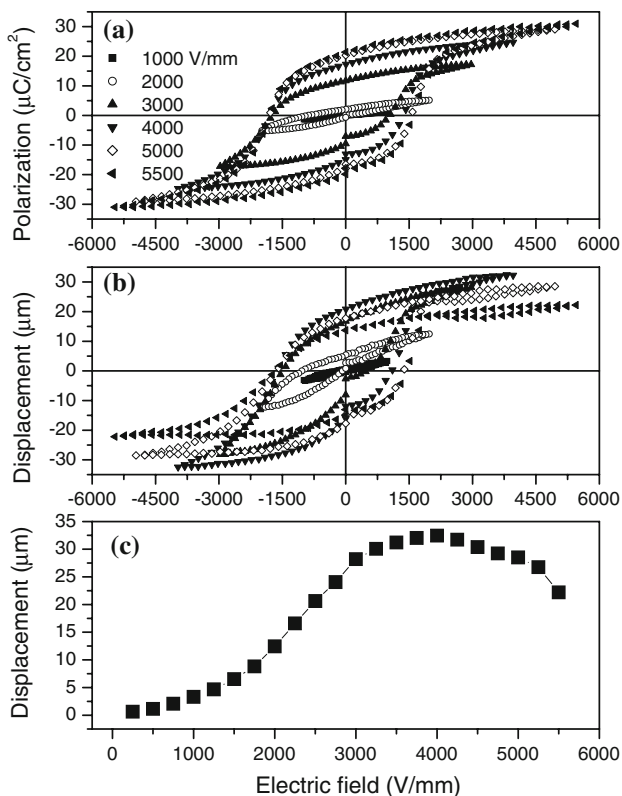 30
20
10
0
-10
-20
-30
Polarization (μC/cm²)
(a)
1000 V/mm
2000
3000
4000
5000
5500
-6000 -4500 -3000 -1500 0 1500 3000 4500 6000
30
20
10
0
-10
-20
-30
Displacement (μm)
(b)
-6000 -4500 -3000 -1500 0 1500 3000 4500 6000
35
30
25
20
15
10
5
0
Displacement (μm)
(c)
0 1000 2000 3000 4000 5000 6000
Electric field (V/mm)